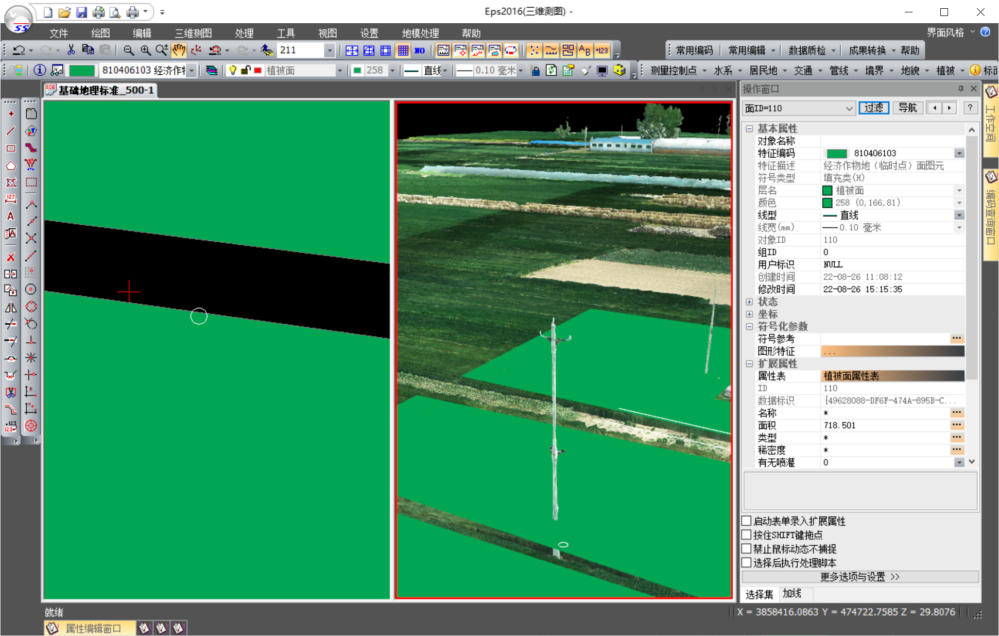 Eps2016(三维测图) -
SS
文件 绘图 编辑 三维测图 处理 工具 视图 设置 地模处理 帮助
界面风格
211
NO
常用编码 常用编辑 数据质检 成果转换 帮助
810406103 经济作物
植被面
258
直线
0.10 毫米
测量控制点 水系 居民地 交通 管线 境界 地貌 植被
基础地理标准_500-1
操作窗口
面ID=110
过滤
导航
?
工作空间
编码查询窗口
基本属性
对象名称
特征编码 810406103
特征描述 经济作物地（临时点）面图元
符号类型 填充类(H)
层名 植被面
颜色 258 (0,166,81)
线型 直线
线宽(mm) 0.10 毫米
对象ID 110
组ID 0
用户标识 NULL
创建时间 22-08-26 11:08:12
修改时间 22-08-26 15:15:35
状态
坐标
符号化参数
符号参考 ...
图形特征 ...
扩展属性
属性表 植被面属性表
ID 110
数据标识 {49628088-DF6F-474A-895B-C...
名称 * ...
面积 718.501 ...
类型 * ...
稀密度 * ...
有无喷灌 0
启动表单录入扩展属性
按住SHIFT键拖点
禁止鼠标动态不捕捉
选择后执行处理脚本
更多选项与设置 >>
选择集 加线
就绪
X = 3858416.0863 Y = 474722.7585 Z = 29.8076
属性编辑窗口